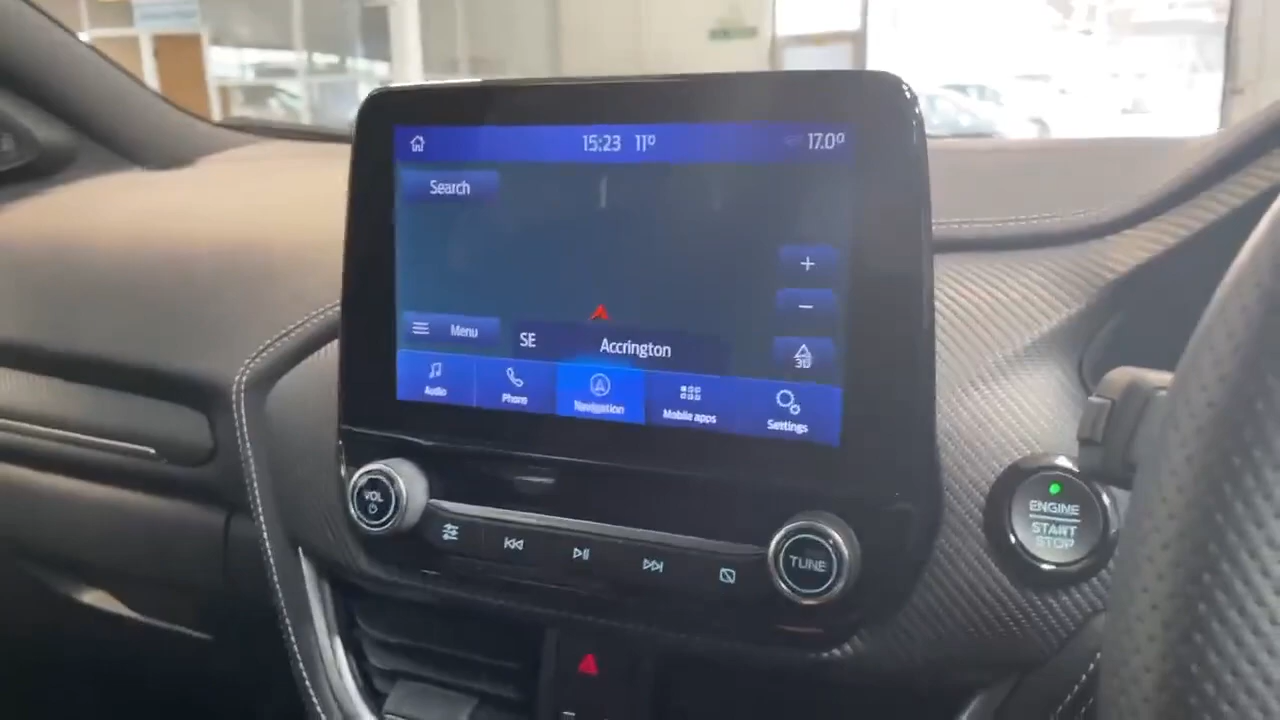 15:23 11° 17.0°
Search
+
−
3D
Menu
SE
Accrington
Audio
Phone
Navigation
Mobile apps
Settings
VOL
TUNE
ENGINE
START
STOP